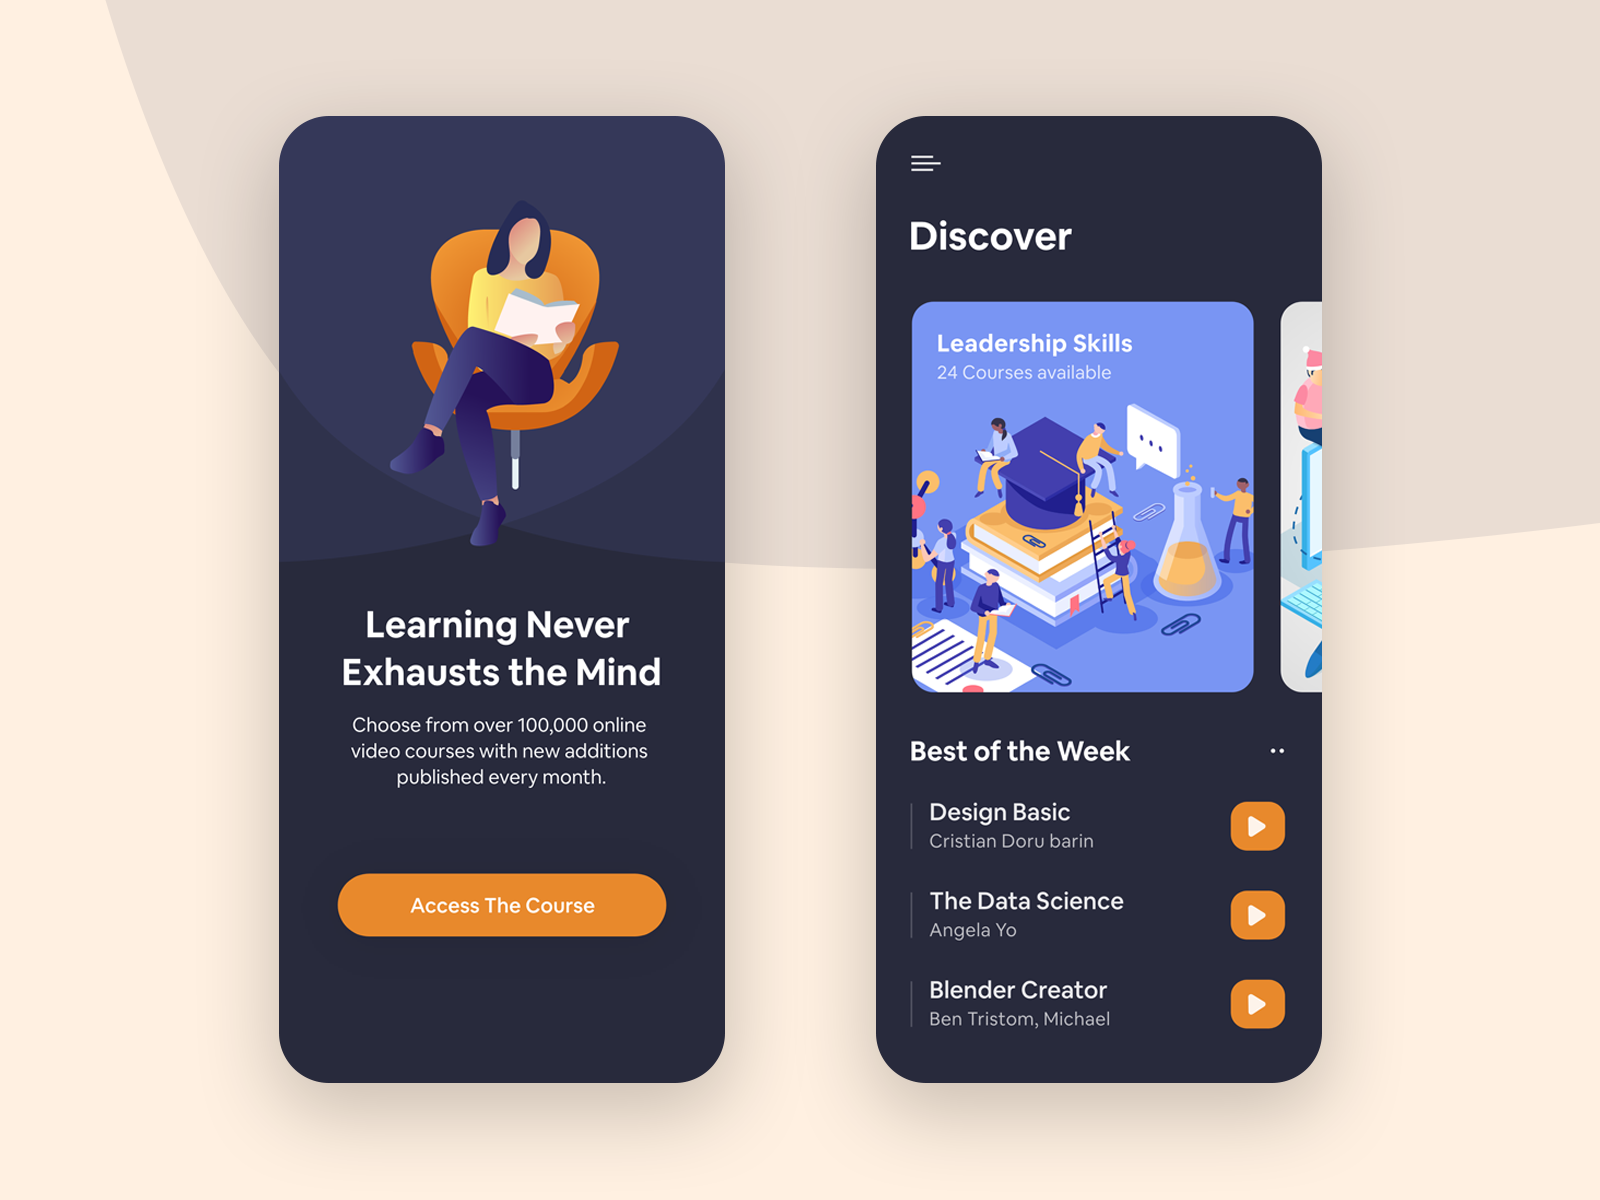 Learning Never
Exhausts the Mind
Choose from over 100,000 online
video courses with new additions
published every month.
Access The Course
Discover
Leadership Skills
24 Courses available
Best of the Week
Design Basic
Cristian Doru barin
The Data Science
Angela Yo
Blender Creator
Ben Tristom, Michael